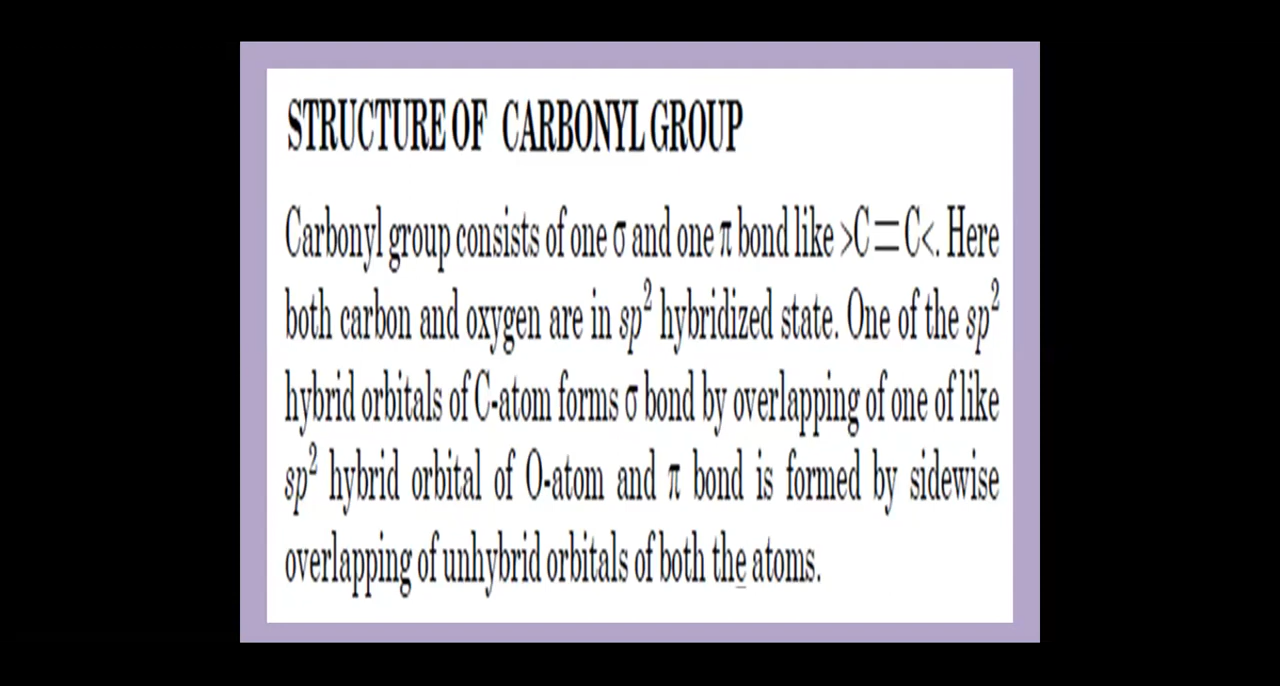 STRUCTURE OF CARBONYL GROUP
Carbonyl group consists of one σ and one π bond like >C=C<. Here
both carbon and oxygen are in sp² hybridized state. One of the sp²
hybrid orbitals of C-atom forms σ bond by overlapping of one of like
sp² hybrid orbital of O-atom and π bond is formed by sidewise
overlapping of unhybrid orbitals of both the atoms.